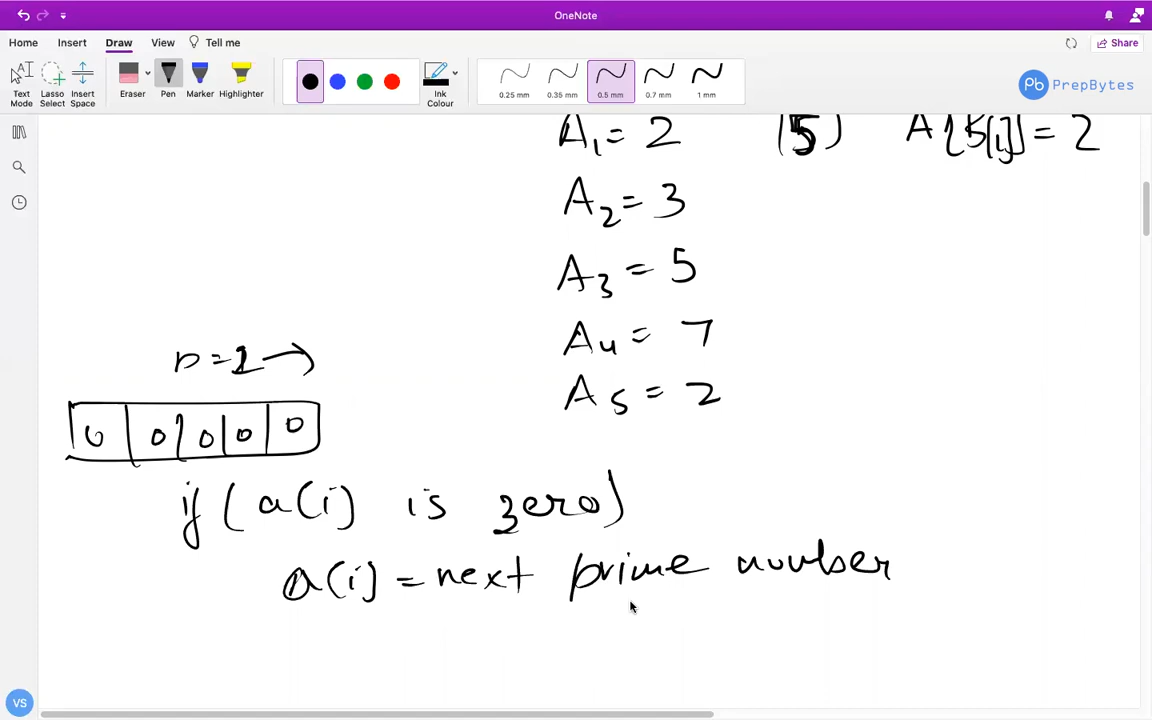 OneNote
Home Insert Draw View Tell me
Share
Text Mode
Lasso Select
Insert Space
Eraser
Pen
Marker
Highlighter
Ink Colour
0.25 mm 0.35 mm 0.5 mm 0.7 mm 1 mm
Pb PrepBytes
A1 = 2 (5) A[b[i]] = 2
A2 = 3
A3 = 5
A4 = 7
A5 = 2
0 0 0 0 0
if (a(i) is zero)
a(i) = next prime number
VS